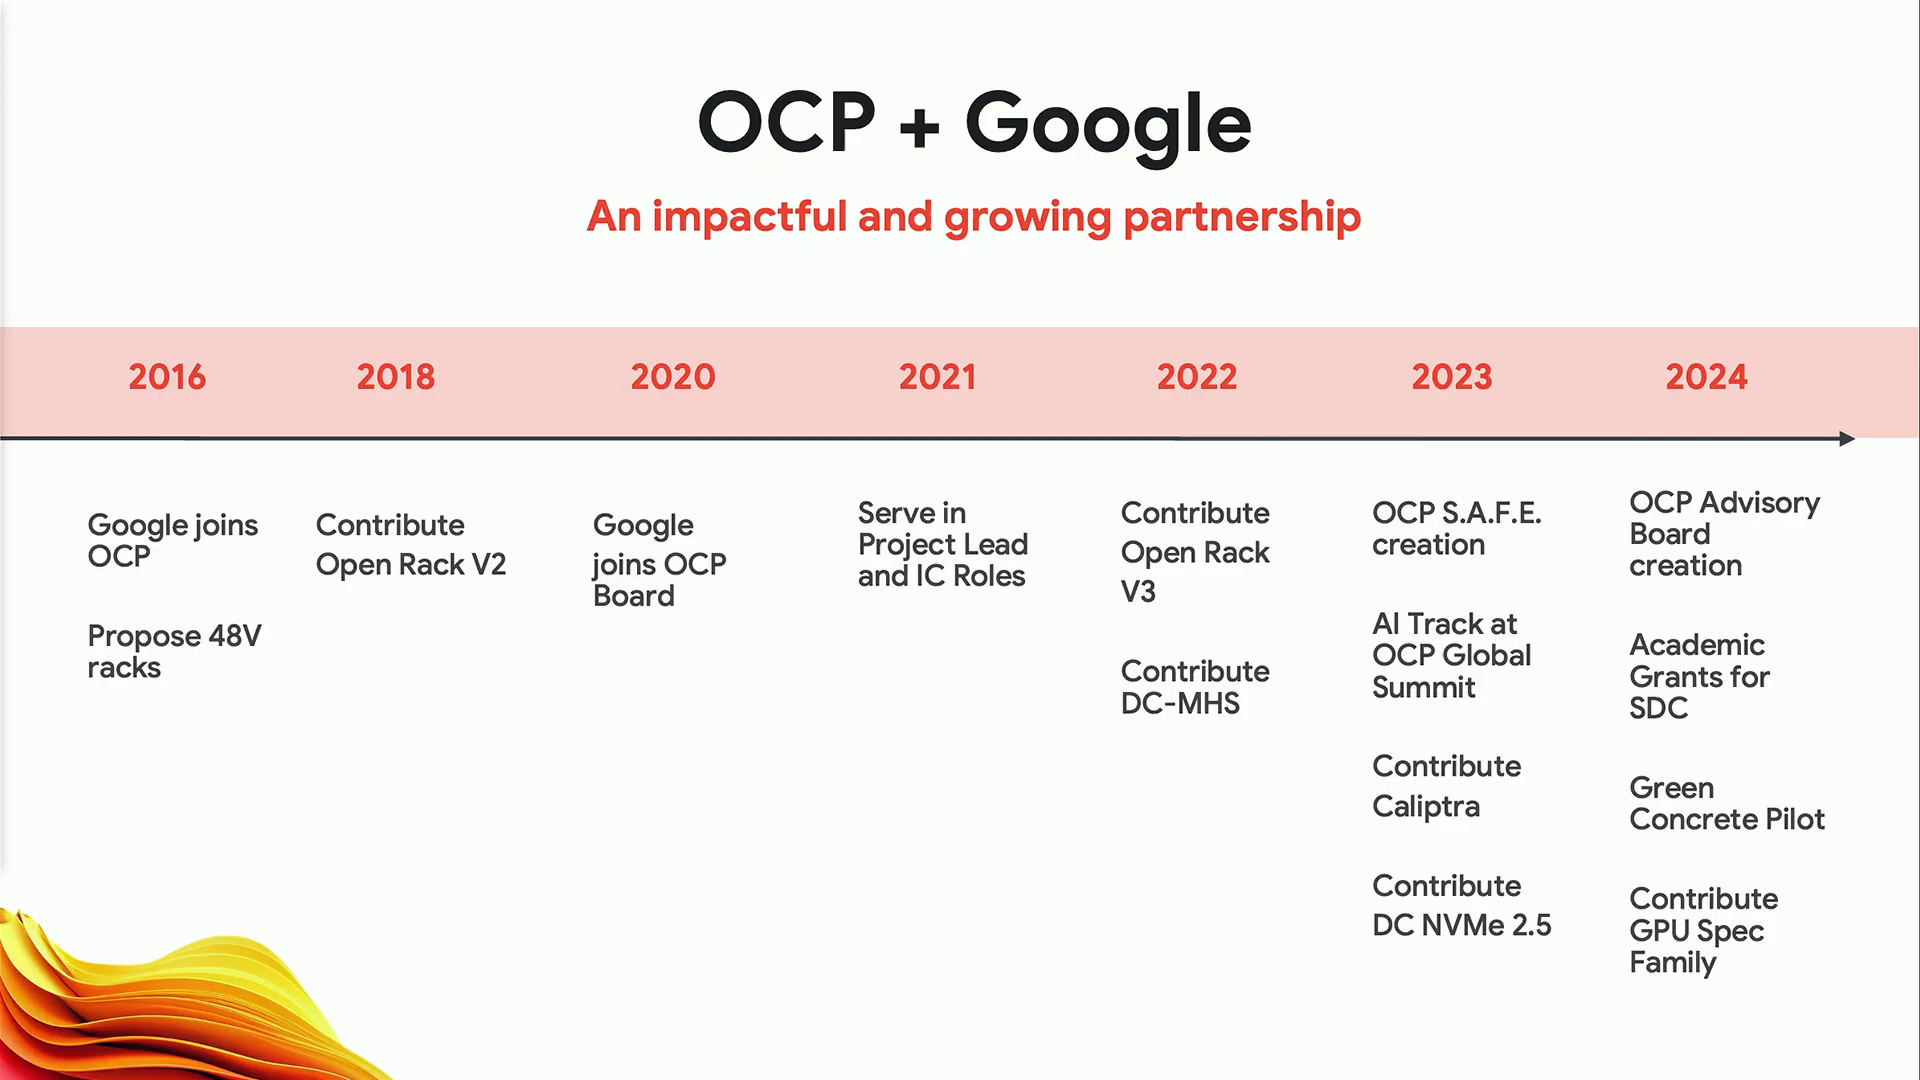 OCP + Google
An impactful and growing partnership
2016
2018
2020
2021
2022
2023
2024
Google joins
OCP
Propose 48V
racks
Contribute
Open Rack V2
Google
joins OCP
Board
Serve in
Project Lead
and IC Roles
Contribute
Open Rack
V3
Contribute
DC-MHS
OCP S.A.F.E.
creation
AI Track at
OCP Global
Summit
Contribute
Caliptra
Contribute
DC NVMe 2.5
OCP Advisory
Board
creation
Academic
Grants for
SDC
Green
Concrete Pilot
Contribute
GPU Spec
Family